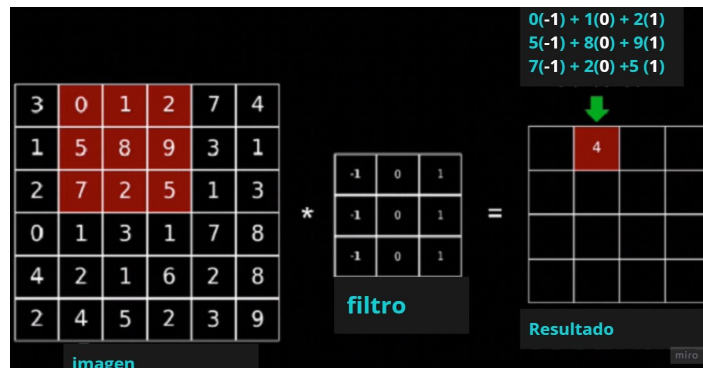 0(-1) + 1(0) + 2(1)
5(-1) + 8(0) + 9(1)
7(-1) + 2(0) +5 (1)
3 0 1 2 7 4
1 5 8 9 3 1
2 7 2 5 1 3
0 1 3 1 7 8
4 2 1 6 2 8
2 4 5 2 3 9
*
-1 0 1
-1 0 1
-1 0 1
=
4
filtro
Resultado
imagen
miro